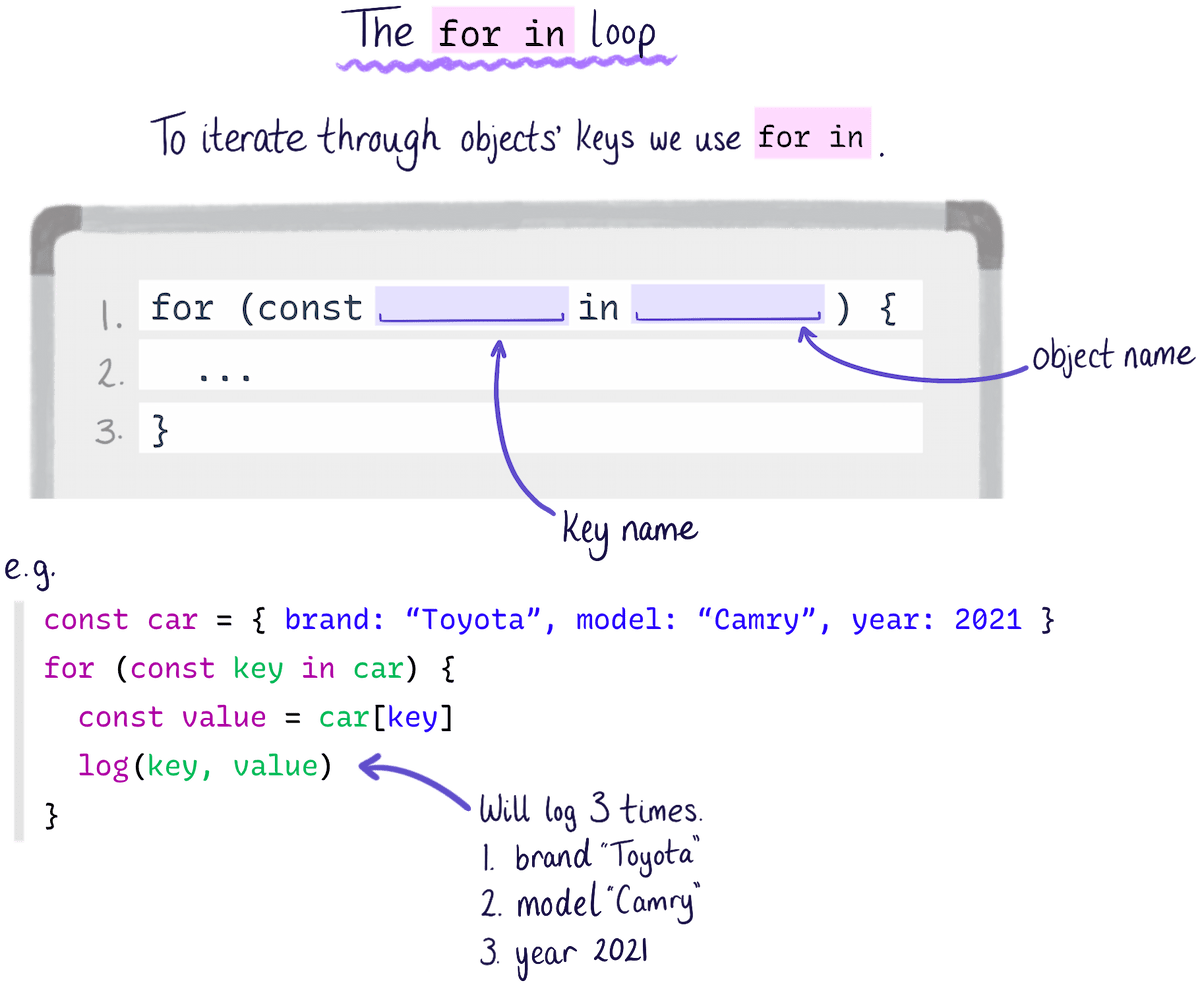 The for in loop
To iterate through objects' keys we use for in .
1. for (const in ) {
object name
2. ...
3. }
key name
e.g.
const car = { brand: “Toyota”, model: “Camry”, year: 2021 }
for (const key in car) {
const value = car[key]
log(key, value)
}
Will log 3 times.
1. brand "Toyota"
2. model "Camry"
3. year 2021